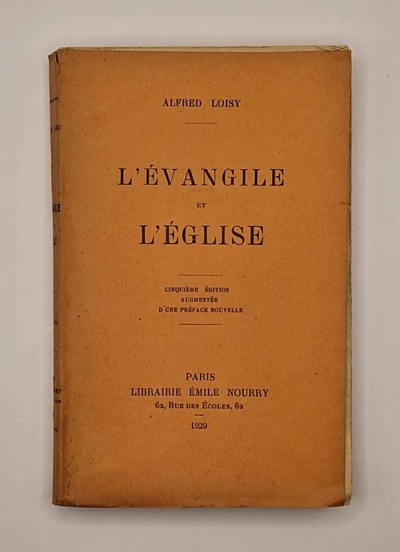 ALFRED LOISY
L'ÉVANGILE
ET
L'ÉGLISE
CINQUIÈME ÉDITION
AUGMENTÉE
D'UNE PRÉFACE NOUVELLE
PARIS
LIBRAIRIE ÉMILE NOURRY
62, RUE DES ÉCOLES, 62
1929